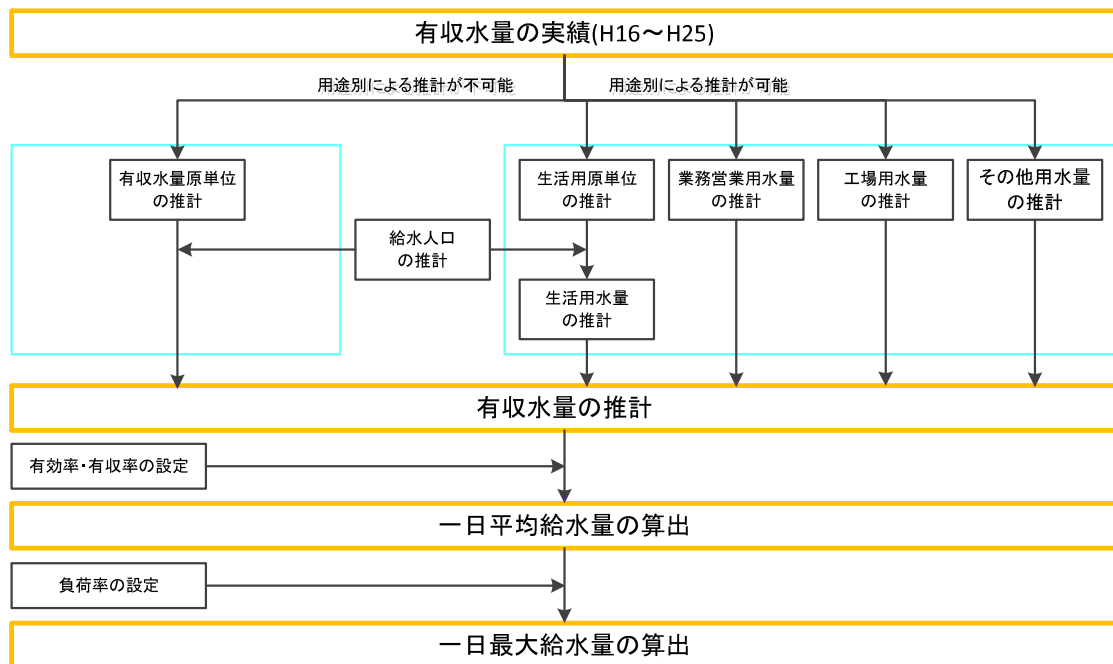 有収水量の実績(H16～H25)
用途別による推計が不可能
用途別による推計が可能
有収水量原単位
の推計
生活用原単位
の推計
業務営業用水量
の推計
工場用水量
の推計
その他用水量
の推計
給水人口
の推計
生活用水量
の推計
有収水量の推計
有効率・有収率の設定
一日平均給水量の算出
負荷率の設定
一日最大給水量の算出